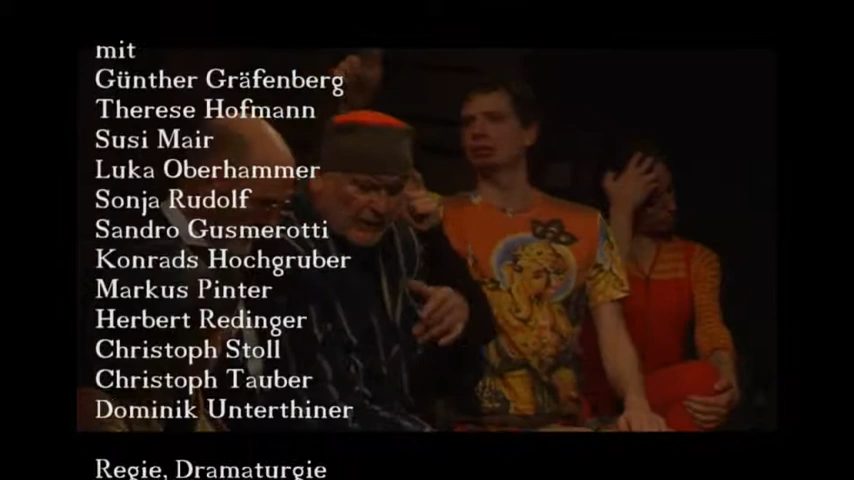 mit
Günther Gräfenberg
Therese Hofmann
Susi Mair
Luka Oberhammer
Sonja Rudolf
Sandro Gusmerotti
Konrads Hochgruber
Markus Pinter
Herbert Redinger
Christoph Stoll
Christoph Tauber
Dominik Unterthiner
Regie, Dramaturgie